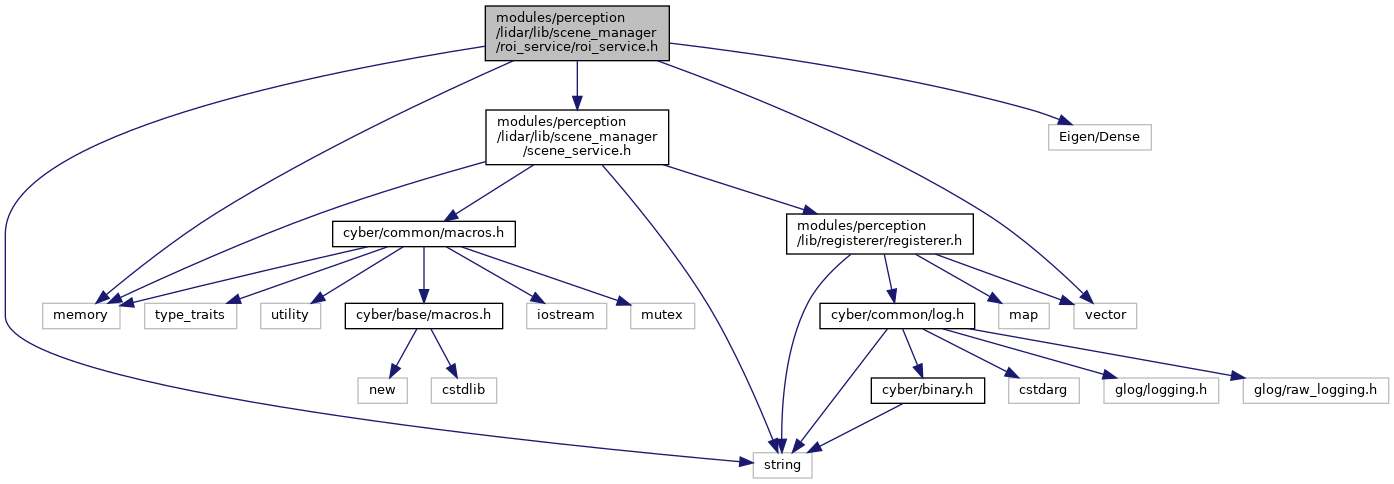 modules/perception
/lidar/lib/scene_manager
/roi_service/roi_service.h
modules/perception
/lidar/lib/scene_manager
/scene_service.h
Eigen/Dense
cyber/common/macros.h
modules/perception
/lib/registerer/registerer.h
memory
type_traits
utility
cyber/base/macros.h
iostream
mutex
cyber/common/log.h
map
vector
new
cstdlib
cyber/binary.h
cstdarg
glog/logging.h
glog/raw_logging.h
string